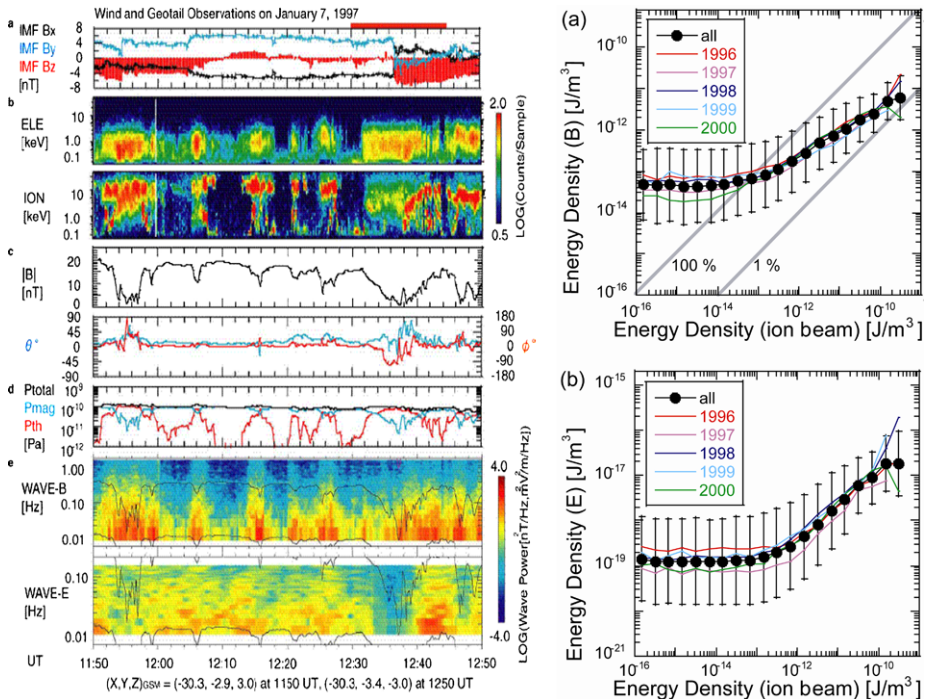 Wind and Geotail Observations on January 7, 1997
a
IMF Bx
IMF By
IMF Bz
[nT]
8
4
0
-4
-8
b
ELE
[keV]
1.0
0.1
ION
[keV]
10
1.0
0.1
2.0
0.5
LOG(Counts/Sample)
c
|B|
[nT]
20
10
0
θ°
90
45
0
-45
-90
180
90
0
-90
-180
ϕ°
d
Ptotal
Pmag
Pth
[Pa]
10-9
10-10
10-11
10-12
e
WAVE-B
[Hz]
1.00
0.10
0.01
WAVE-E
[Hz]
0.10
0.01
4.0
-4.0
LOG(Wave Power[nT/Hz,mV/m/Hz])
UT
11:50 12:00 12:10 12:20 12:30 12:40 12:50
(X,Y,Z)GSM = (-30.3, -2.9, 3.0) at 1150 UT, (-30.3, -3.4, -3.0) at 1250 UT
(a)
Energy Density (B) [J/m3]
10-10
10-12
10-14
10-16
all
1996
1997
1998
1999
2000
100 %
1 %
10-16 10-14 10-12 10-10
Energy Density (ion beam) [J/m3]
(b)
Energy Density (E) [J/m3]
10-15
10-17
10-19
10-21
all
1996
1997
1998
1999
2000
10-16 10-14 10-12 10-10
Energy Density (ion beam) [J/m3]